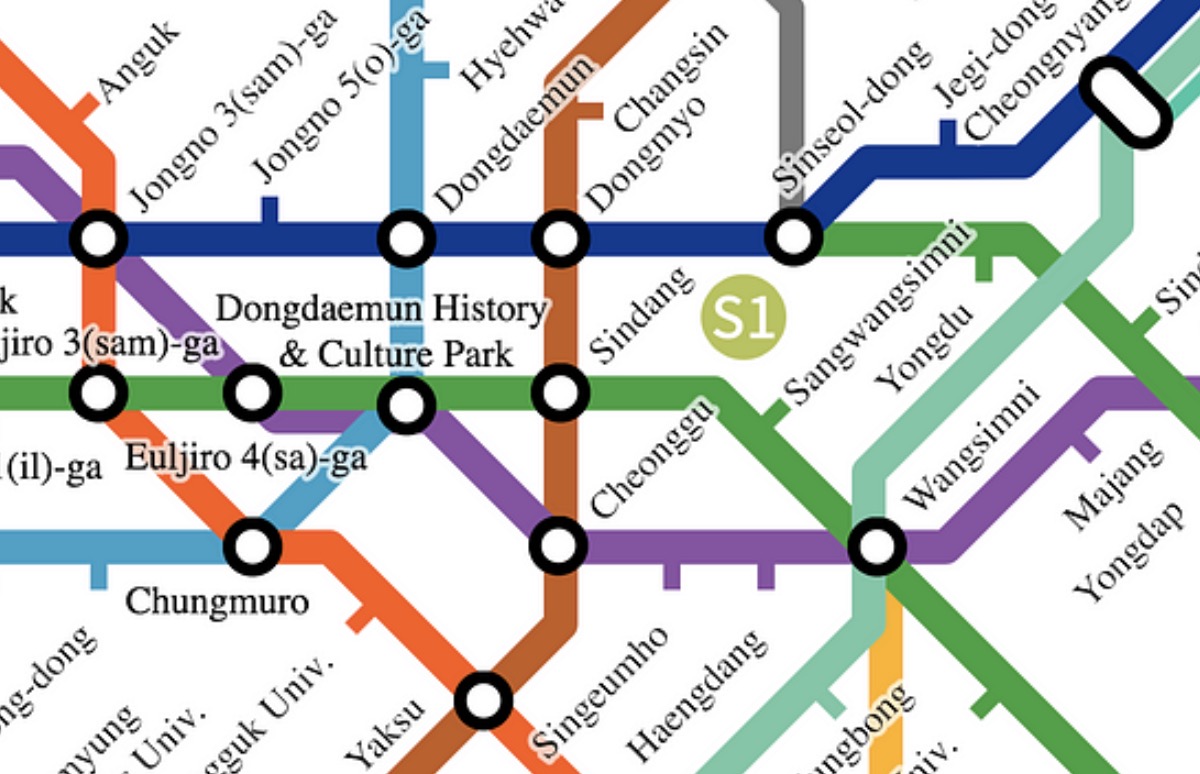 Anguk
Jongno 3(sam)-ga
Jongno 5(o)-ga
Hyehwa
Dongdaemun
Changsin
Dongmyo
Sinseol-dong
Jegi-dong
Cheongnyang
k
jiro 3(sam)-ga
Dongdaemun History
& Culture Park
Sindang
S1
Sangwangsimni
Yongdu
Sind
(il)-ga
Euljiro 4(sa)-ga
Cheonggu
Wangsimni
Majang
Yongdap
Chungmuro
ng-dong
nyung
Univ.
gguk Univ.
Yaksu
Singeumho
Haengdang
ungbong
niv.